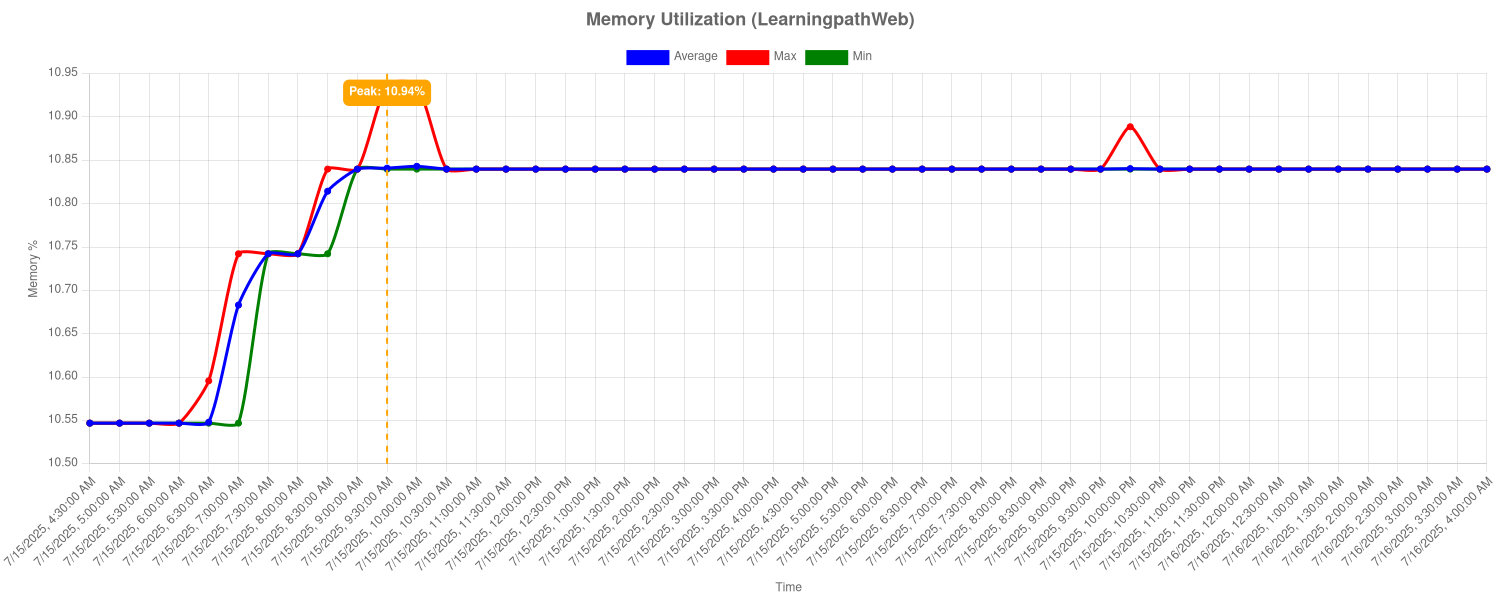 Memory Utilization (LearningpathWeb)
Average Max Min
10.95
Peak: 10.94%
10.90
10.85
10.80
10.75
10.70
10.65
10.60
10.55
10.50
Memory %
7/15/2025, 4:30:00 AM
7/15/2025, 5:00:00 AM
7/15/2025, 5:30:00 AM
7/15/2025, 6:00:00 AM
7/15/2025, 6:30:00 AM
7/15/2025, 7:00:00 AM
7/15/2025, 7:30:00 AM
7/15/2025, 8:00:00 AM
7/15/2025, 8:30:00 AM
7/15/2025, 9:00:00 AM
7/15/2025, 9:30:00 AM
7/15/2025, 10:00:00 AM
7/15/2025, 10:30:00 AM
7/15/2025, 11:00:00 AM
7/15/2025, 11:30:00 AM
7/15/2025, 12:00:00 PM
7/15/2025, 12:30:00 PM
7/15/2025, 1:00:00 PM
7/15/2025, 1:30:00 PM
7/15/2025, 2:00:00 PM
7/15/2025, 2:30:00 PM
7/15/2025, 3:00:00 PM
7/15/2025, 3:30:00 PM
7/15/2025, 4:00:00 PM
7/15/2025, 4:30:00 PM
7/15/2025, 5:00:00 PM
7/15/2025, 5:30:00 PM
7/15/2025, 6:00:00 PM
7/15/2025, 6:30:00 PM
7/15/2025, 7:00:00 PM
7/15/2025, 7:30:00 PM
7/15/2025, 8:00:00 PM
7/15/2025, 8:30:00 PM
7/15/2025, 9:00:00 PM
7/15/2025, 9:30:00 PM
7/15/2025, 10:00:00 PM
7/15/2025, 10:30:00 PM
7/15/2025, 11:00:00 PM
7/15/2025, 11:30:00 PM
7/16/2025, 12:00:00 AM
7/16/2025, 12:30:00 AM
7/16/2025, 1:00:00 AM
7/16/2025, 1:30:00 AM
7/16/2025, 2:00:00 AM
7/16/2025, 2:30:00 AM
7/16/2025, 3:00:00 AM
7/16/2025, 3:30:00 AM
7/16/2025, 4:00:00 AM
Time